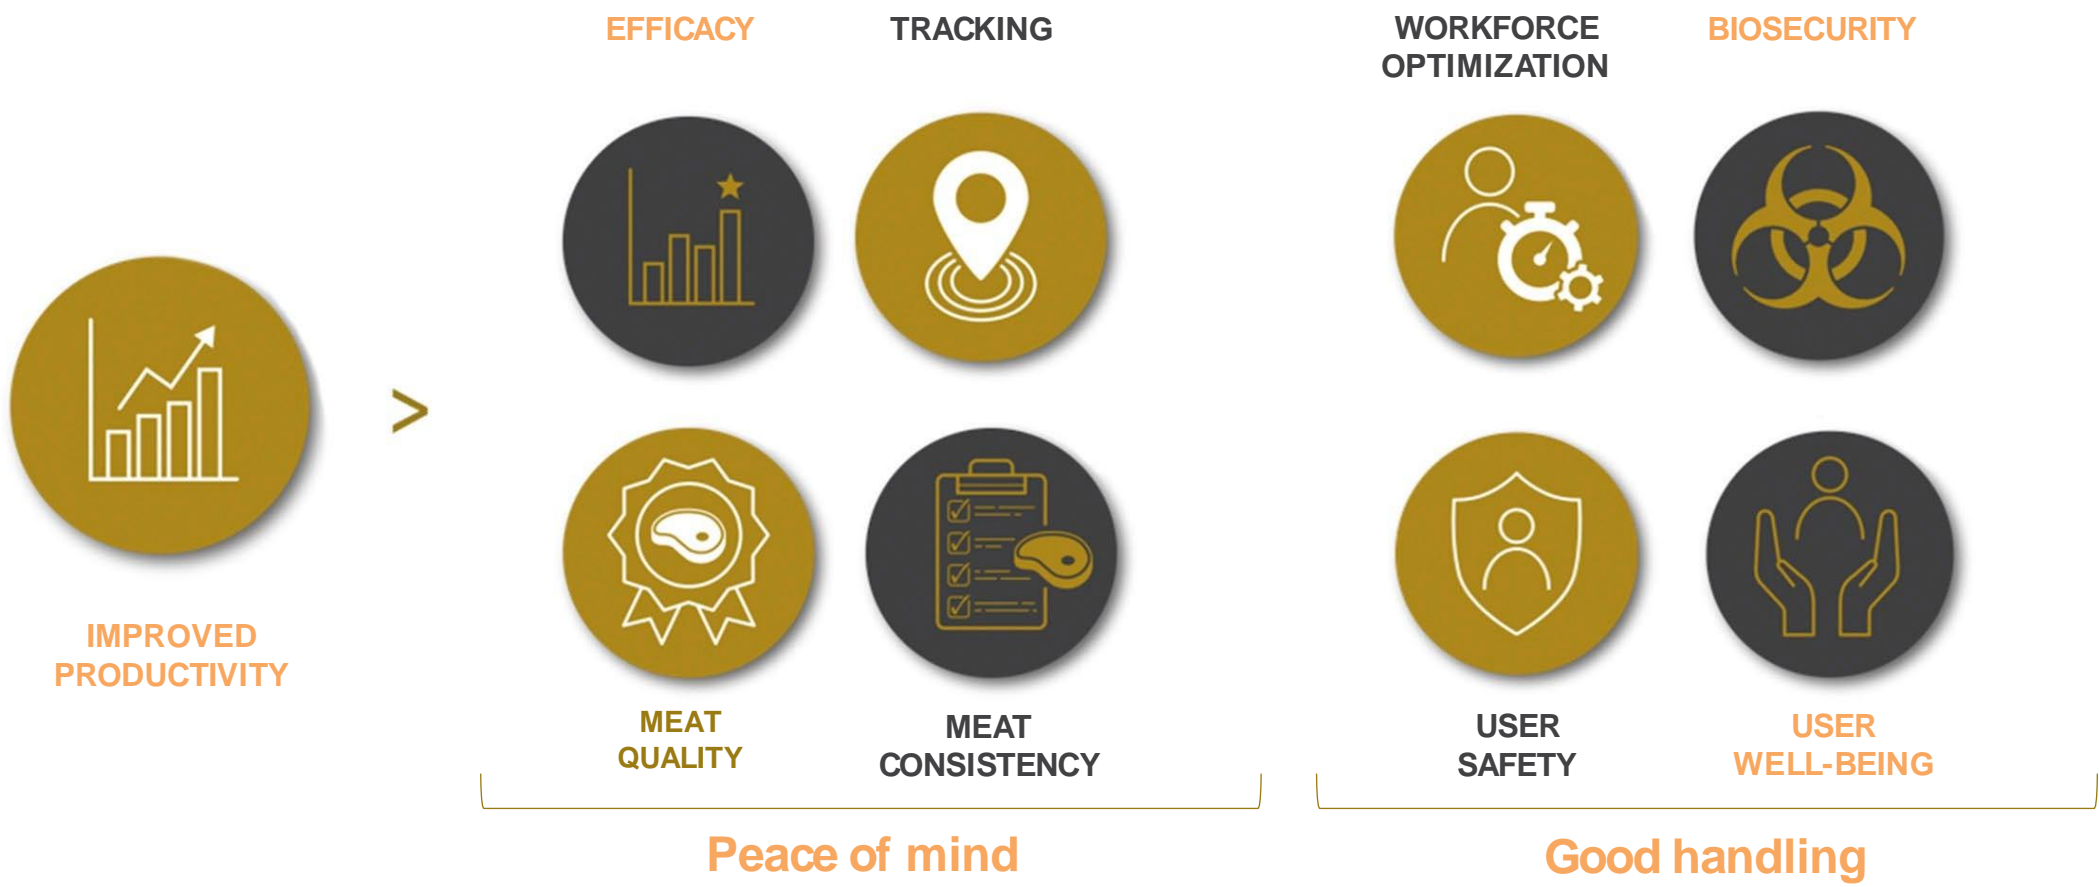 EFFICACY
TRACKING
WORKFORCE
OPTIMIZATION
BIOSECURITY
>
IMPROVED
PRODUCTIVITY
MEAT
QUALITY
MEAT
CONSISTENCY
USER
SAFETY
USER
WELL-BEING
Peace of mind
Good handling